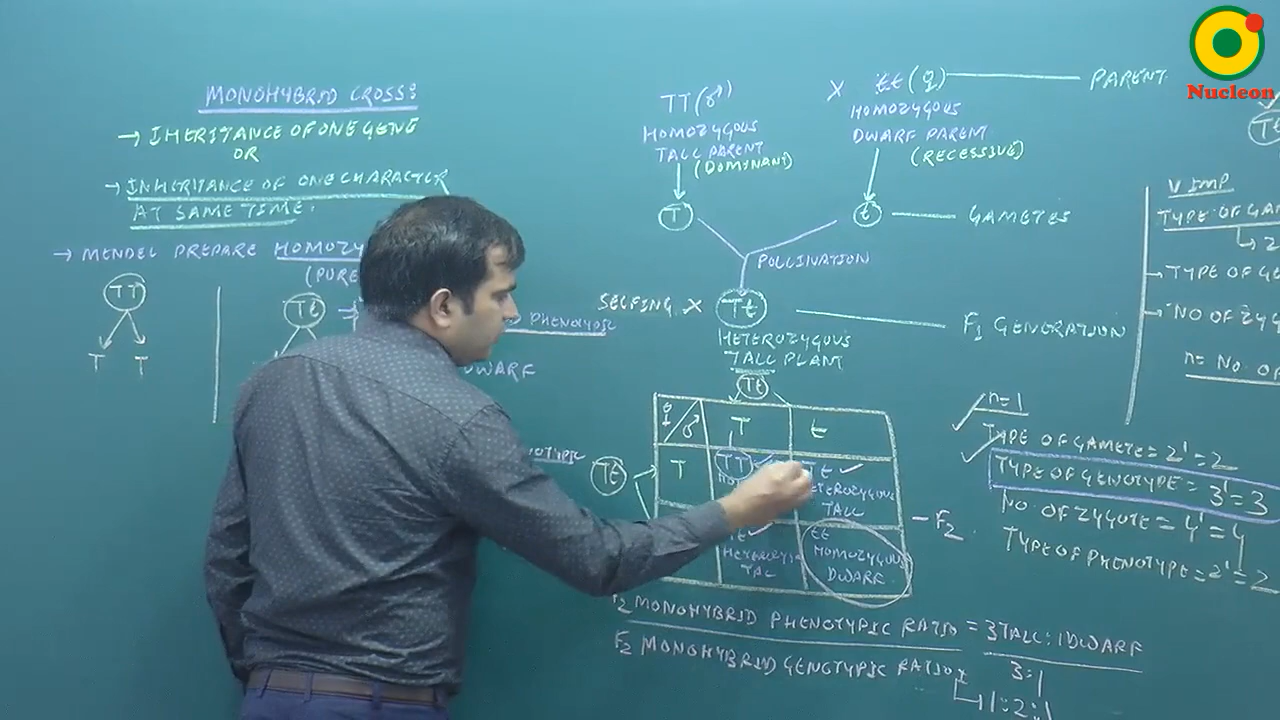 MONOHYBRID CROSS:
→ INHERITANCE OF ONE GENE
OR
→ INHERITANCE OF ONE CHARACTER
AT SAME TIME.
→ MENDEL PREPARE HOMOZY
(PURE
TT
T T
Tt
PHENOTYPIC
DWARF
TT (♂) X tt (♀) PARENT
HOMOZYGOUS
TALL PARENT
(DOMINANT)
HOMOZYGOUS
DWARF PARENT
(RECESSIVE)
T t GAMETES
POLLINATION
SELFING X Tt F1 GENERATION
HETEROZYGOUS
TALL PLANT
Tt
♀/♂ T t
Tt T TT Tt ✓
HETEROZYGOUS
TALL
tt
HOMOZYGOUS
DWARF
TAL
- F2
F2 MONOHYBRID PHENOTYPIC RATIO = 3TALL:1DWARF
3:1
F2 MONOHYBRID GENOTYPIC RATIO
1:2:1
V IMP
TYPE OF GA
2
TYPE OF G
NO OF ZYG
n= NO. OF
n=1
TYPE OF GAMETE = 2¹=2
TYPE OF GENOTYPE = 3¹=3
NO OF ZYGOTE = 4¹=4
TYPE OF PHENOTYPE = 2¹=2
Nucleon